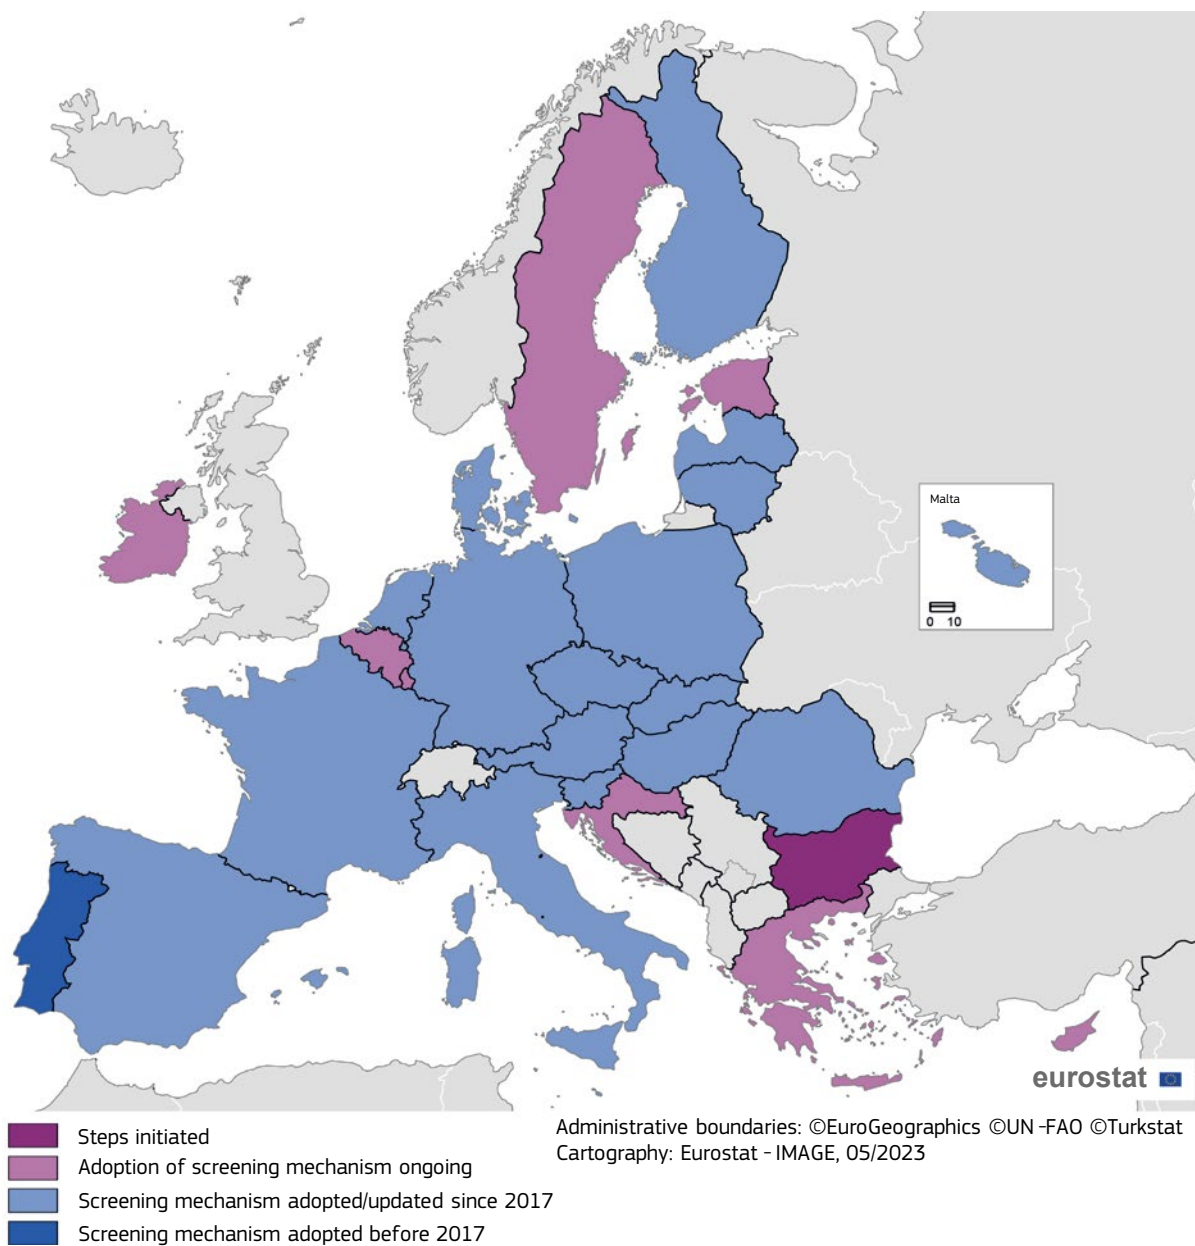 Malta
0 10
eurostat
Steps initiated
Adoption of screening mechanism ongoing
Screening mechanism adopted/updated since 2017
Screening mechanism adopted before 2017
Administrative boundaries: ©EuroGeographics ©UN-FAO ©Turkstat
Cartography: Eurostat - IMAGE, 05/2023